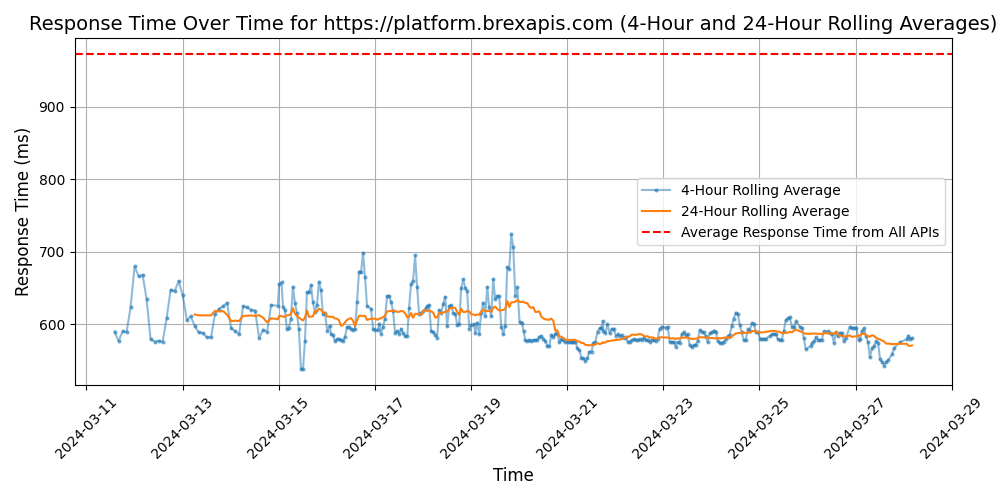 Response Time Over Time for https://platform.brexapis.com (4-Hour and 24-Hour Rolling Averages)
Response Time (ms)
900
800
700
600
4-Hour Rolling Average
24-Hour Rolling Average
Average Response Time from All APIs
2024-03-11
2024-03-13
2024-03-15
2024-03-17
2024-03-19
2024-03-21
2024-03-23
2024-03-25
2024-03-27
2024-03-29
Time